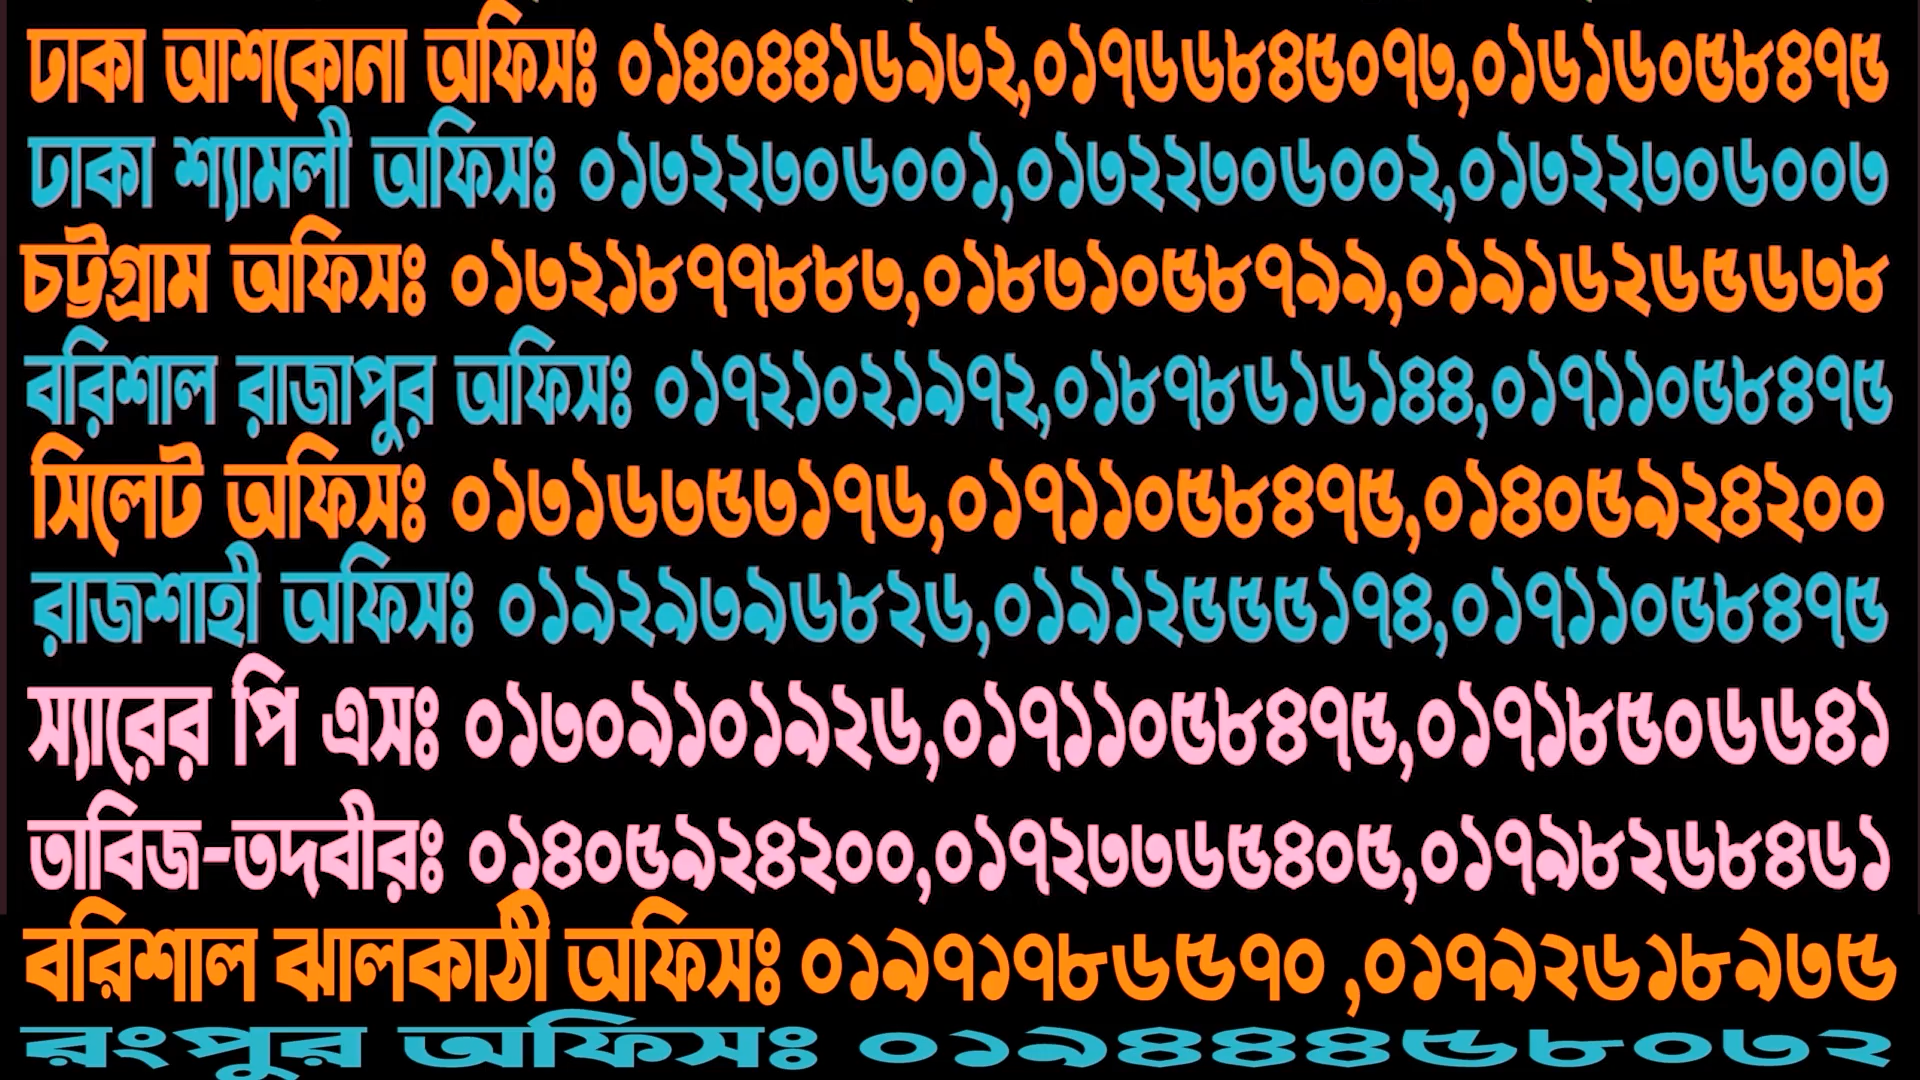 ঢাকা আশকোনা অফিসঃ ০১৪০৪৪১৬৯৩২,০১৭৬৬৮৪৫০৭৩,০১৬১৬০৫৮৪৭৫
ঢাকা শ্যামলী অফিসঃ ০১৩২২৩০৬০০১,০১৩২২৩০৬০০২,০১৩২২৩০৬০০৩
চট্টগ্রাম অফিসঃ ০১৩২১৮৭৭৮৮৩,০১৮৩১০৫৮৭৯৯,০১৯১৬২৬৫৬৩৮
বরিশাল রাজাপুর অফিসঃ ০১৭২১০২১৯৭২,০১৮৭৮৬১৬১৪৪,০১৭১১০৫৮৪৭৫
সিলেট অফিসঃ ০১৩১৬৩৫৩১৭৬,০১৭১১০৫৮৪৭৫,০১৪০৫৯২৪২০০
রাজশাহী অফিসঃ ০১৯২৯৩৯৬৮২৬,০১৯১২৫৫৫১৭৪,০১৭১১০৫৮৪৭৫
স্যারের পি এসঃ ০১৩০৯১০১৯২৬,০১৭১১০৫৮৪৭৫,০১৭১৮৫০৬৬৪১
তাবিজ-তদবীরঃ ০১৪০৫৯২৪২০০,০১৭২৩৩৬৫৪০৫,০১৭৯৮২৬৮৪৬১
বরিশাল ঝালকাঠী অফিসঃ ০১৯৭১৭৮৬৫৭০ ,০১৭৯২৬১৮৯৩৫
রংপুর অফিসঃ ০১৯৪৪৪৫৮০৩২